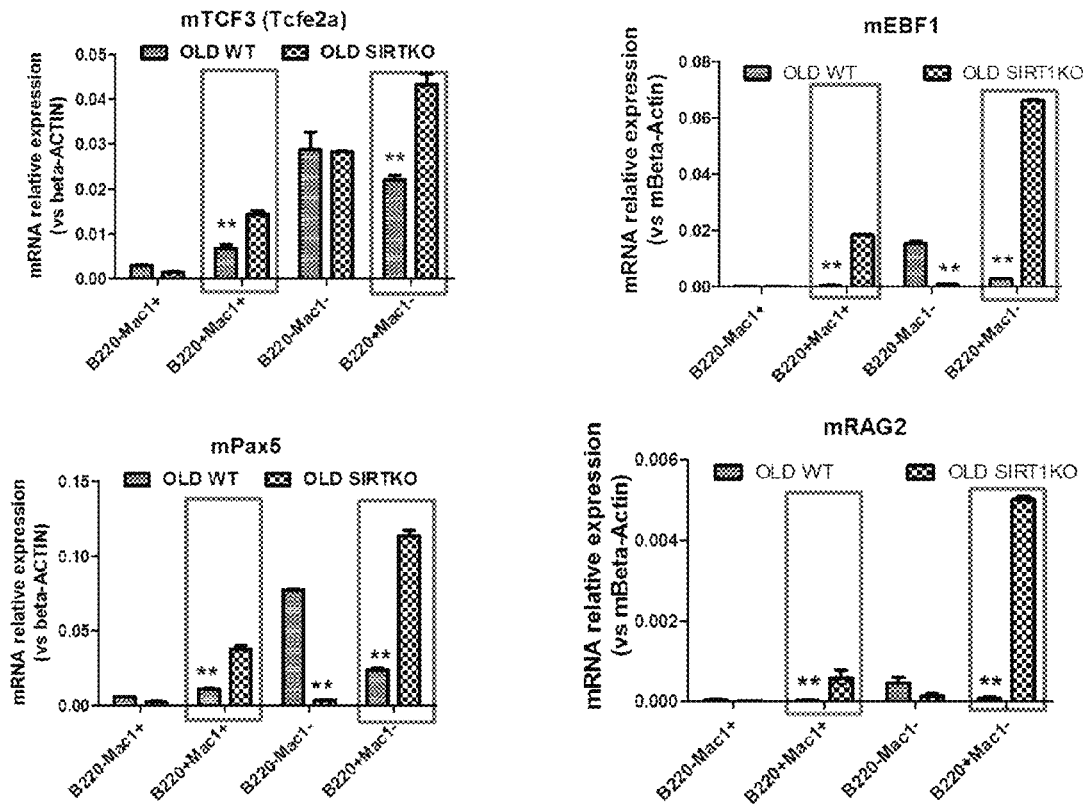 mTCF3 (Tcfe2a)
OLD WT OLD SIRTKO
mRNA relative expression
(vs beta-ACTIN)
0.05
0.04
0.03
0.02
0.01
0.00
**
**
B220-Mac1+
B220+Mac1+
B220-Mac1-
B220+Mac1-
mEBF1
OLD WT OLD SIRT1KO
mRNA relative expression
(vs mBeta-Actin)
0.08
0.06
0.04
0.02
0.00
**
**
**
B220-Mac1+
B220+Mac1+
B220-Mac1-
B220+Mac1-
mPax5
OLD WT OLD SIRTKO
mRNA relative expression
(vs beta-ACTIN)
0.15
0.10
0.05
0.00
**
**
**
B220-Mac1+
B220+Mac1+
B220-Mac1-
B220+Mac1-
mRAG2
OLD WT OLD SIRT1KO
mRNA relative expression
(vs mBeta-Actin)
0.006
0.004
0.002
0.000
**
**
B220-Mac1+
B220+Mac1+
B220-Mac1-
B220+Mac1-